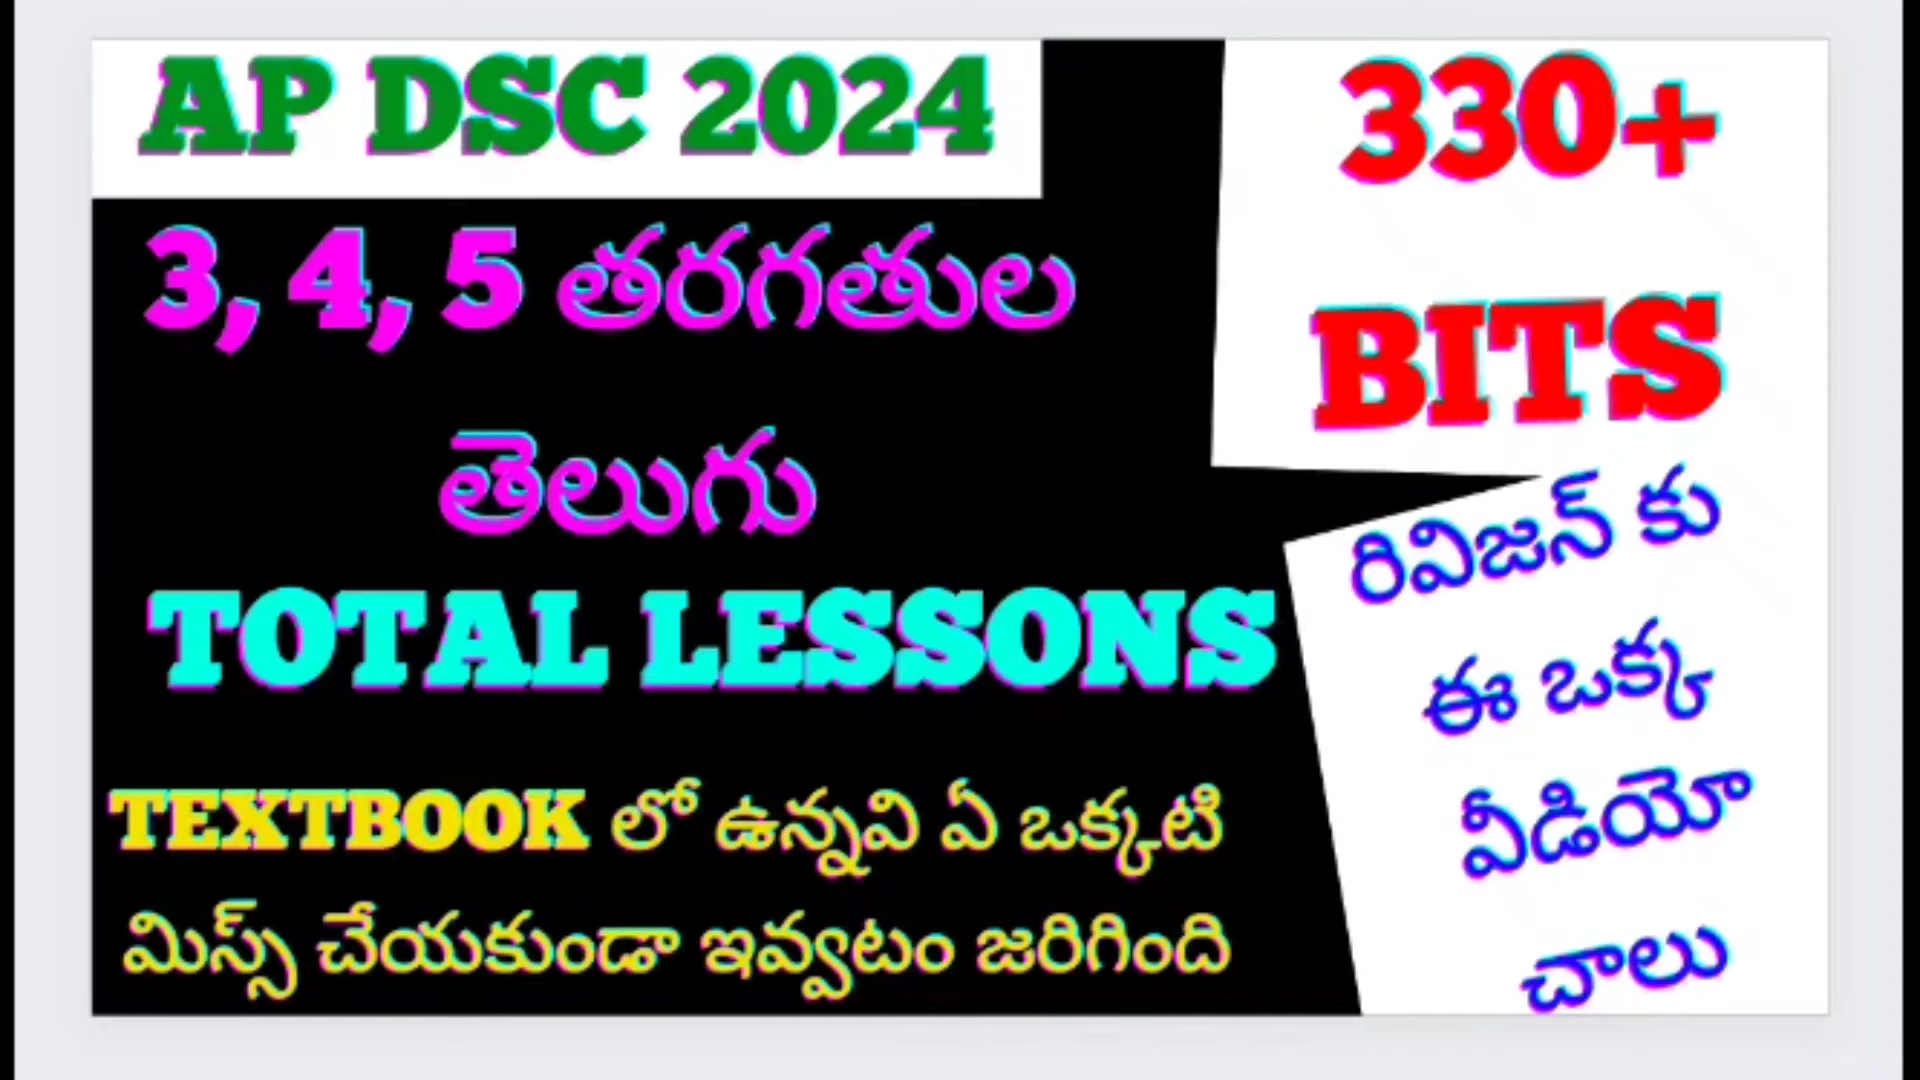 AP DSC 2024
3, 4, 5 తరగతుల
తెలుగు
TOTAL LESSONS
TEXTBOOK లో ఉన్నవి ఏ ఒక్కటి
మిస్స్ చేయకుండా ఇవ్వటం జరిగింది
330+
BITS
రివిజన్ కు
ఈ ఒక్క
వీడియో
చాలు